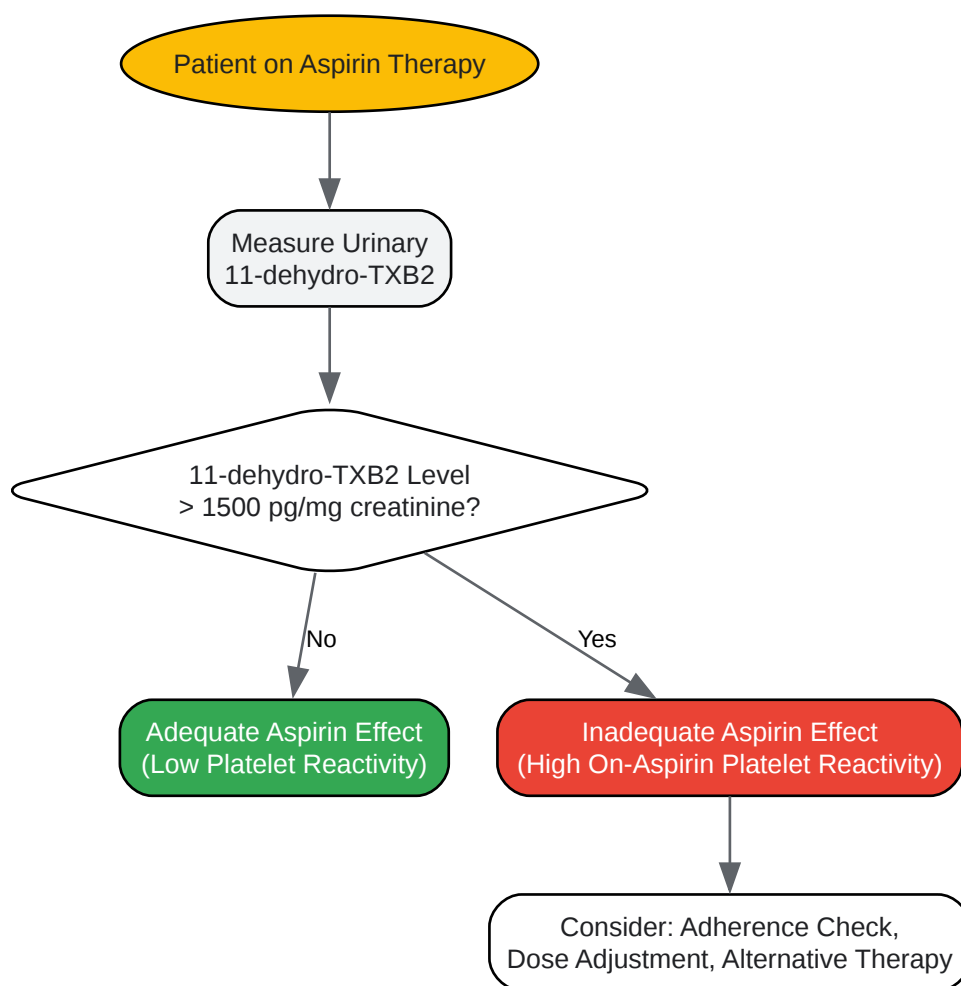 Patient on Aspirin Therapy
Measure Urinary
11-dehydro-TXB2
11-dehydro-TXB2 Level
> 1500 pg/mg creatinine?
No
Yes
Adequate Aspirin Effect
(Low Platelet Reactivity)
Inadequate Aspirin Effect
(High On-Aspirin Platelet Reactivity)
Consider: Adherence Check,
Dose Adjustment, Alternative Therapy